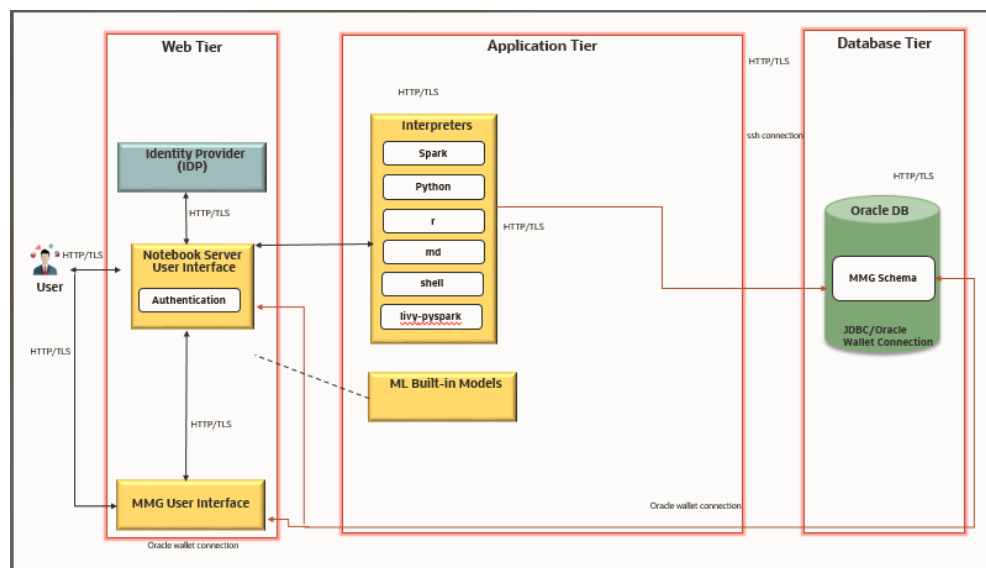 Web Tier
Application Tier
Database Tier
HTTP/TLS
ssh connection
HTTP/TLS
Interpreters
Spark
Python
r
md
shell
livy-pyspark
HTTP/TLS
ML Built-in Models
Identity Provider
(IDP)
HTTP/TLS
Notebook Server
User Interface
Authentication
HTTP/TLS
User
HTTP/TLS
HTTP/TLS
MMG User Interface
Oracle wallet connection
Oracle wallet connection
HTTP/TLS
Oracle DB
MMG Schema
JDBC/Oracle
Wallet Connection